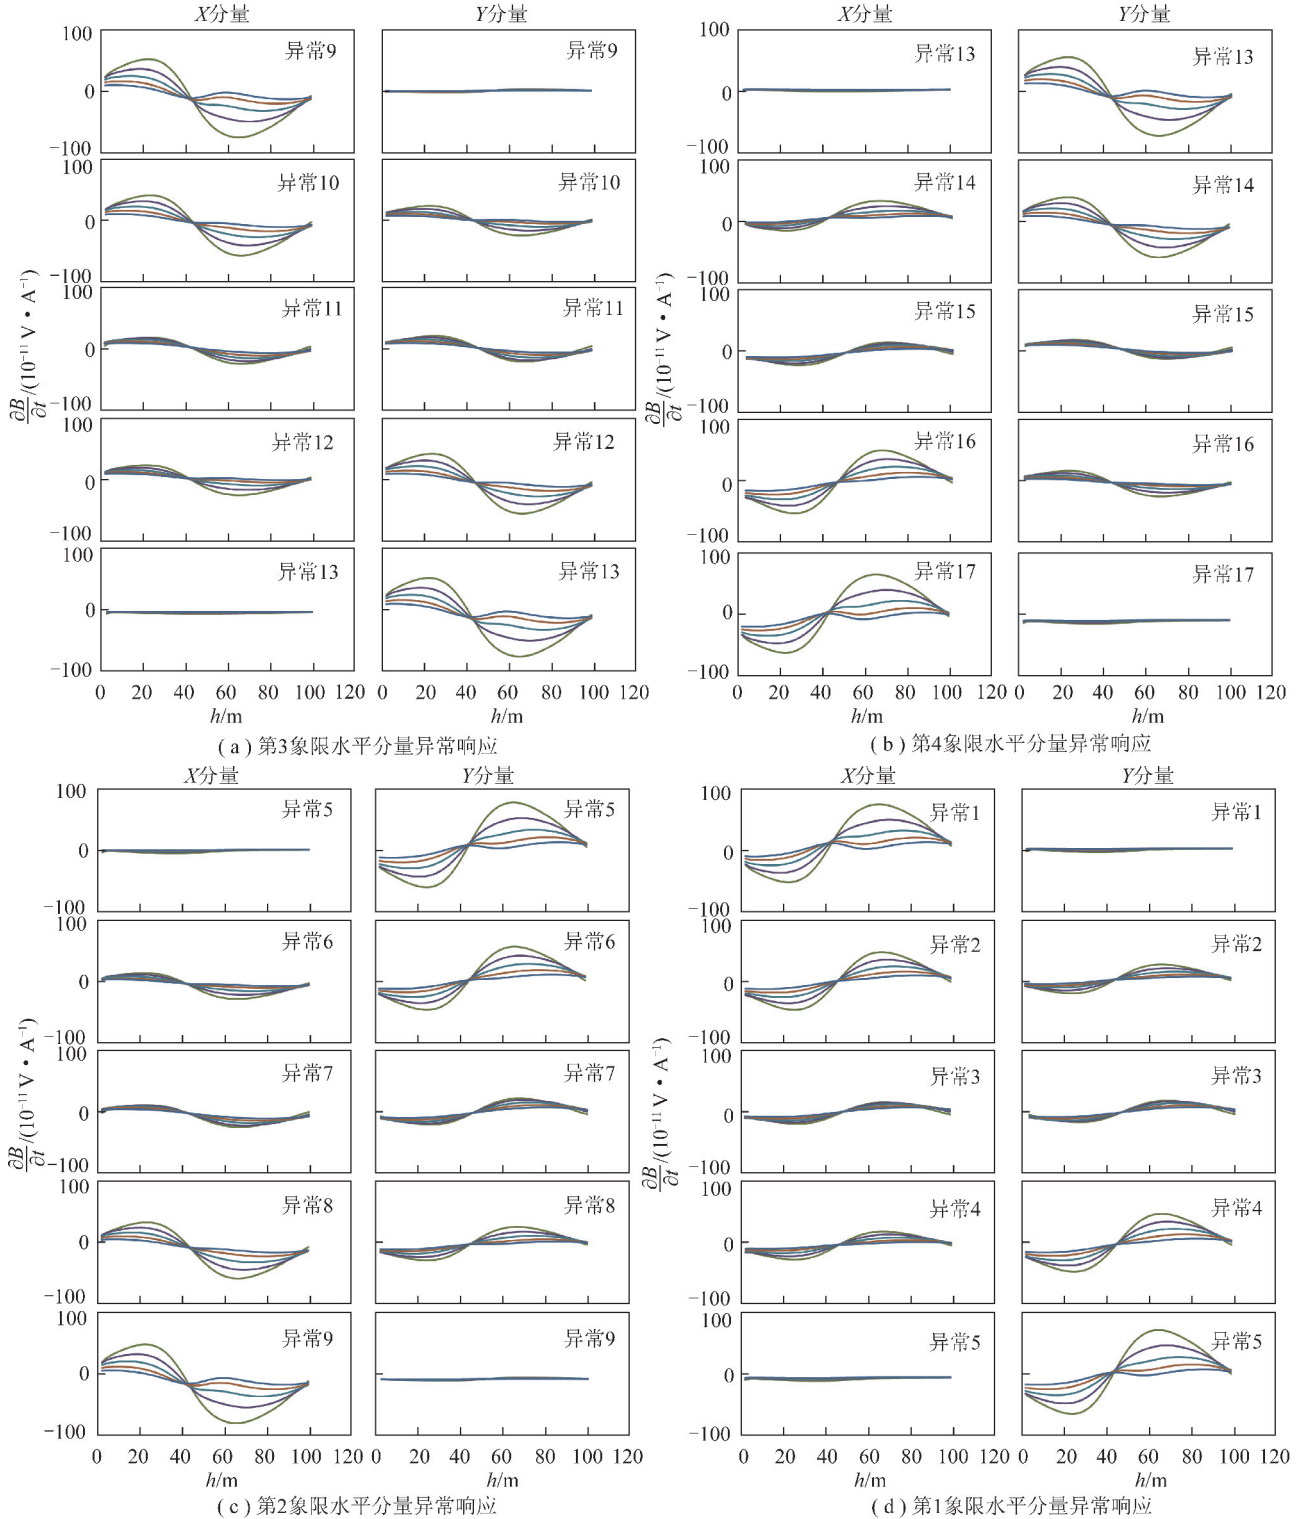 X分量
Y分量
100
0
−100
异常9
异常9
100
0
−100
异常10
异常10
100
0
−100
异常11
异常11
100
0
−100
异常12
异常12
100
0
−100
异常13
异常13
∂B/∂t/(10⁻¹¹ V·A⁻¹)
0 20 40 60 80 100 120
0 20 40 60 80 100 120
h/m
h/m
(a) 第3象限水平分量异常响应
X分量
Y分量
100
0
−100
异常13
异常13
100
0
−100
异常14
异常14
100
0
−100
异常15
异常15
100
0
−100
异常16
异常16
100
0
−100
异常17
异常17
∂B/∂t/(10⁻¹¹ V·A⁻¹)
0 20 40 60 80 100 120
0 20 40 60 80 100 120
h/m
h/m
(b) 第4象限水平分量异常响应
X分量
Y分量
100
0
−100
异常5
异常5
100
0
−100
异常6
异常6
100
0
−100
异常7
异常7
100
0
−100
异常8
异常8
100
0
−100
异常9
异常9
∂B/∂t/(10⁻¹¹ V·A⁻¹)
0 20 40 60 80 100 120
0 20 40 60 80 100 120
h/m
h/m
(c) 第2象限水平分量异常响应
X分量
Y分量
100
0
−100
异常1
异常1
100
0
−100
异常2
异常2
100
0
−100
异常3
异常3
100
0
−100
异常4
异常4
100
0
−100
异常5
异常5
∂B/∂t/(10⁻¹¹ V·A⁻¹)
0 20 40 60 80 100 120
0 20 40 60 80 100 120
h/m
h/m
(d) 第1象限水平分量异常响应